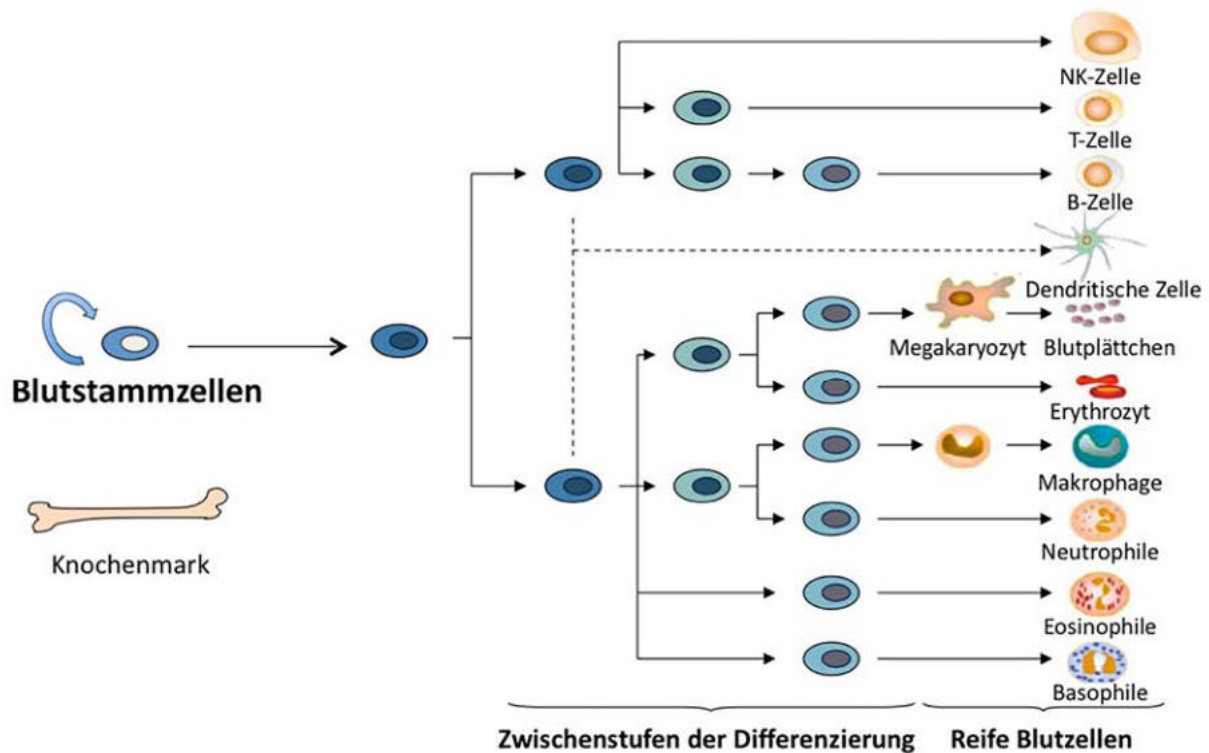 NK-Zelle
T-Zelle
B-Zelle
Dendritische Zelle
Megakaryozyt
Blutplättchen
Blutstammzellen
Erythrozyt
Makrophage
Knochenmark
Neutrophile
Eosinophile
Basophile
Zwischenstufen der Differenzierung
Reife Blutzellen